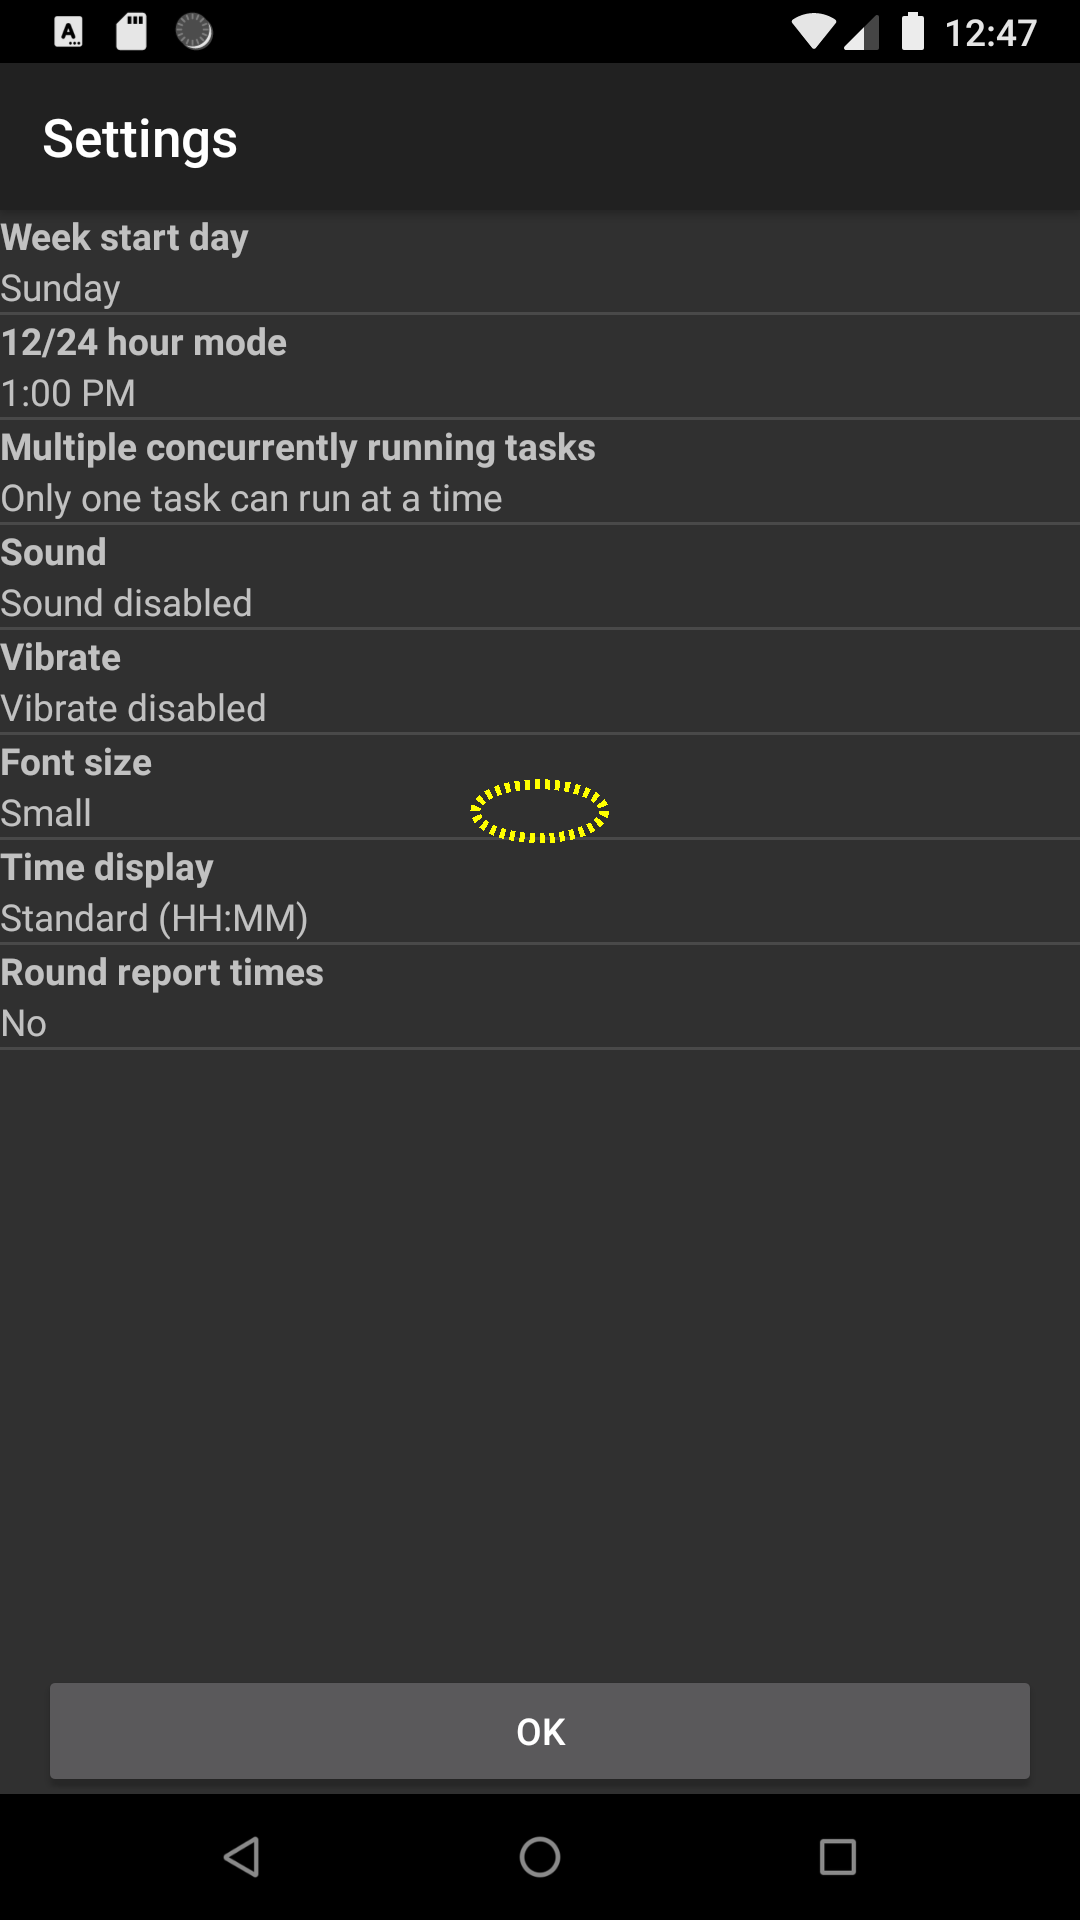 12:47
Settings
Week start day
Sunday
12/24 hour mode
1:00 PM
Multiple concurrently running tasks
Only one task can run at a time
Sound
Sound disabled
Vibrate
Vibrate disabled
Font size
Small
Time display
Standard (HH:MM)
Round report times
No
OK